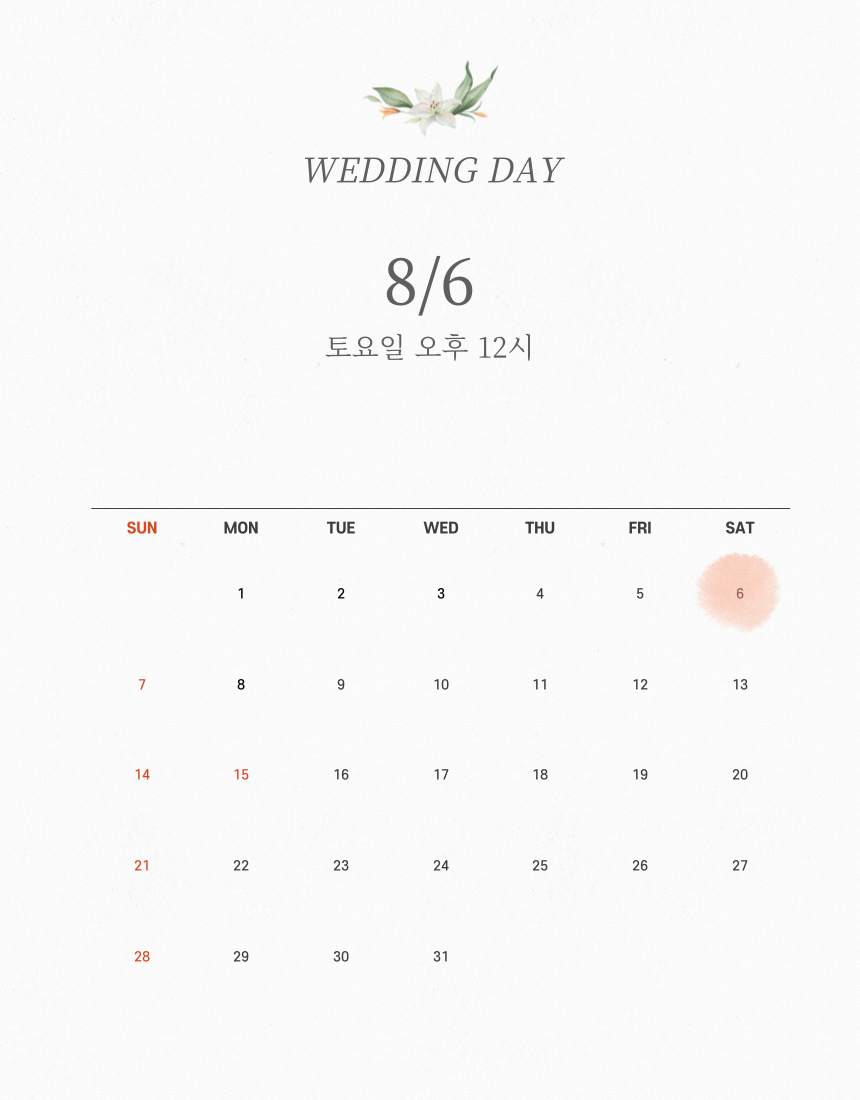 WEDDING DAY
8/6
토요일 오후 12시
SUN MON TUE WED THU FRI SAT
1 2 3 4 5 6
7 8 9 10 11 12 13
14 15 16 17 18 19 20
21 22 23 24 25 26 27
28 29 30 31